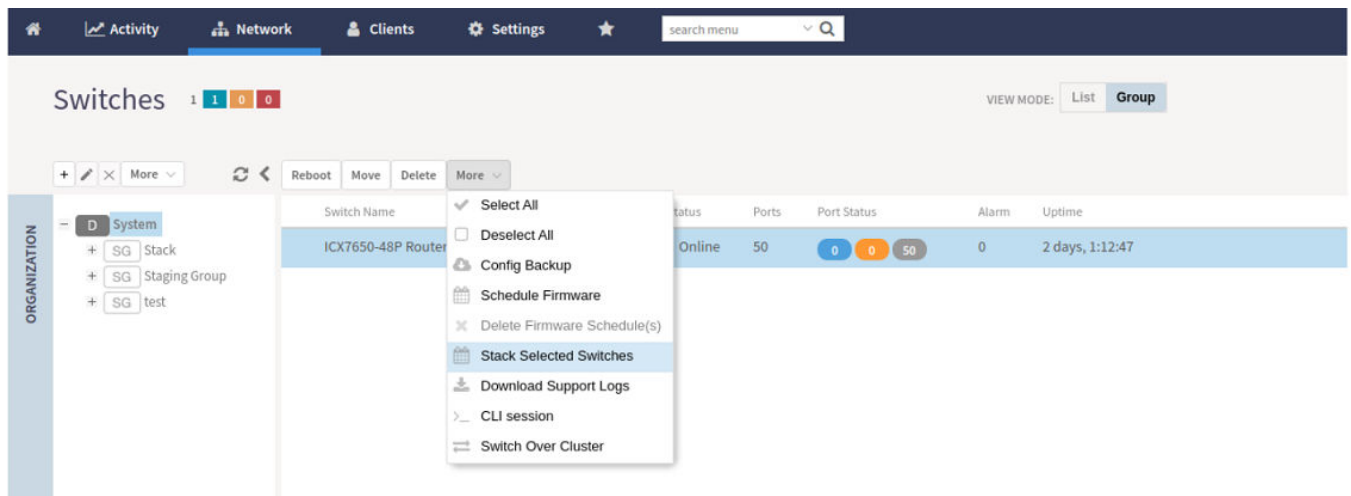 Activity Network Clients Settings search menu
Switches 1 1 0 0 VIEW MODE: List Group
+ More Reboot Move Delete More
ORGANIZATION
− D System
+ SG Stack
+ SG Staging Group
+ SG test
Switch Name tatus Ports Port Status Alarm Uptime
ICX7650-48P Router Online 50 0 0 50 0 2 days, 1:12:47
Select All
Deselect All
Config Backup
Schedule Firmware
Delete Firmware Schedule(s)
Stack Selected Switches
Download Support Logs
>_ CLI session
Switch Over Cluster